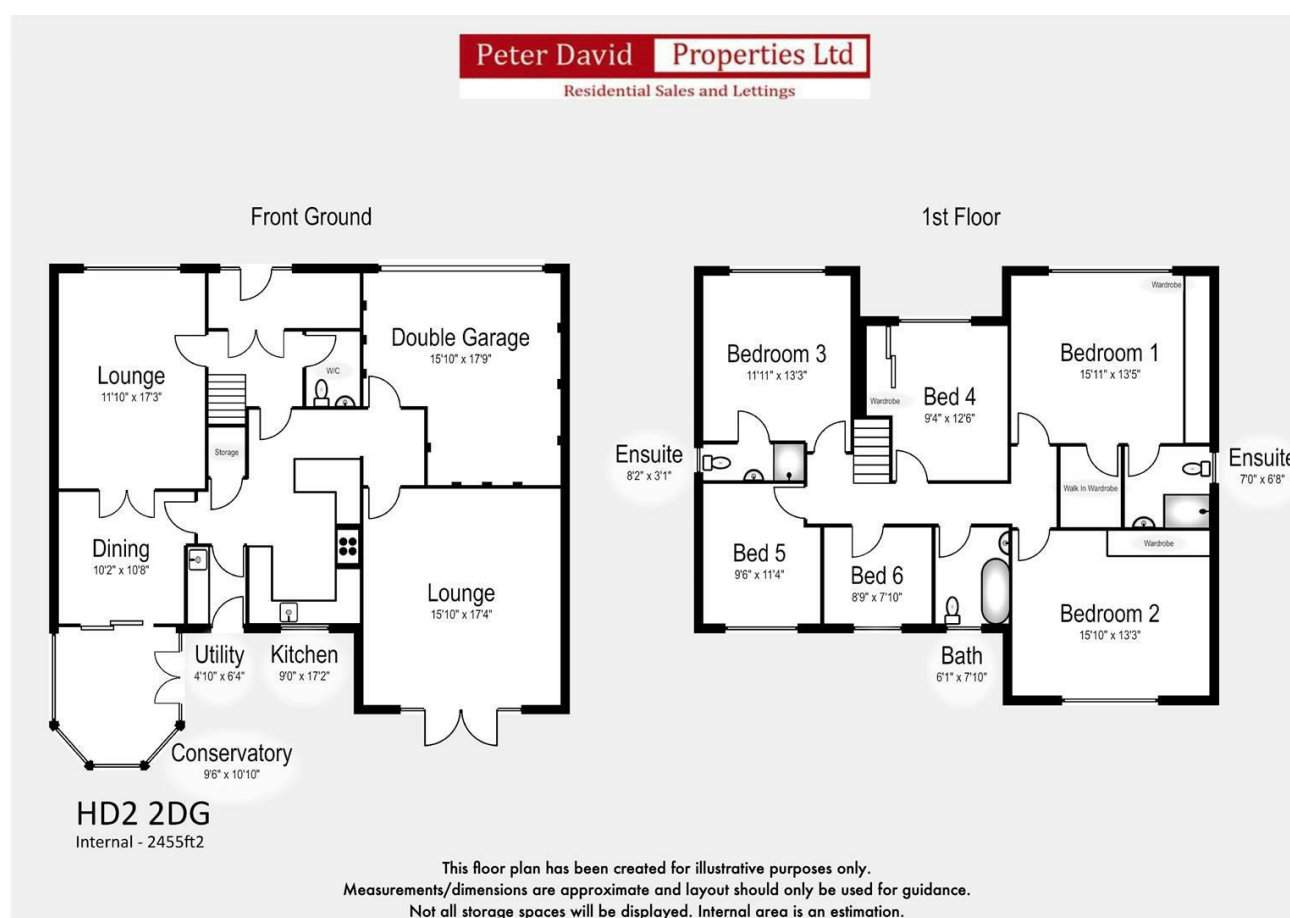 Peter David Properties Ltd
Residential Sales and Lettings
Front Ground
Lounge
11'10" x 17'3"
W/C
Double Garage
15'10" x 17'9"
Storage
Dining
10'2" x 10'8"
Lounge
15'10" x 17'4"
Utility
4'10" x 6'4"
Kitchen
9'0" x 17'2"
Conservatory
9'6" x 10'10"
1st Floor
Bedroom 3
11'11" x 13'3"
Wardrobe
Bed 4
9'4" x 12'6"
Wardrobe
Bedroom 1
15'11" x 13'5"
Ensuite
8'2" x 3'1"
Walk In Wardrobe
Ensuite
7'0" x 6'8"
Bed 5
9'6" x 11'4"
Bed 6
8'9" x 7'10"
Wardrobe
Bedroom 2
15'10" x 13'3"
Bath
6'1" x 7'10"
HD2 2DG
Internal - 2455ft2
This floor plan has been created for illustrative purposes only.
Measurements/dimensions are approximate and layout should only be used for guidance.
Not all storage spaces will be displayed. Internal area is an estimation.